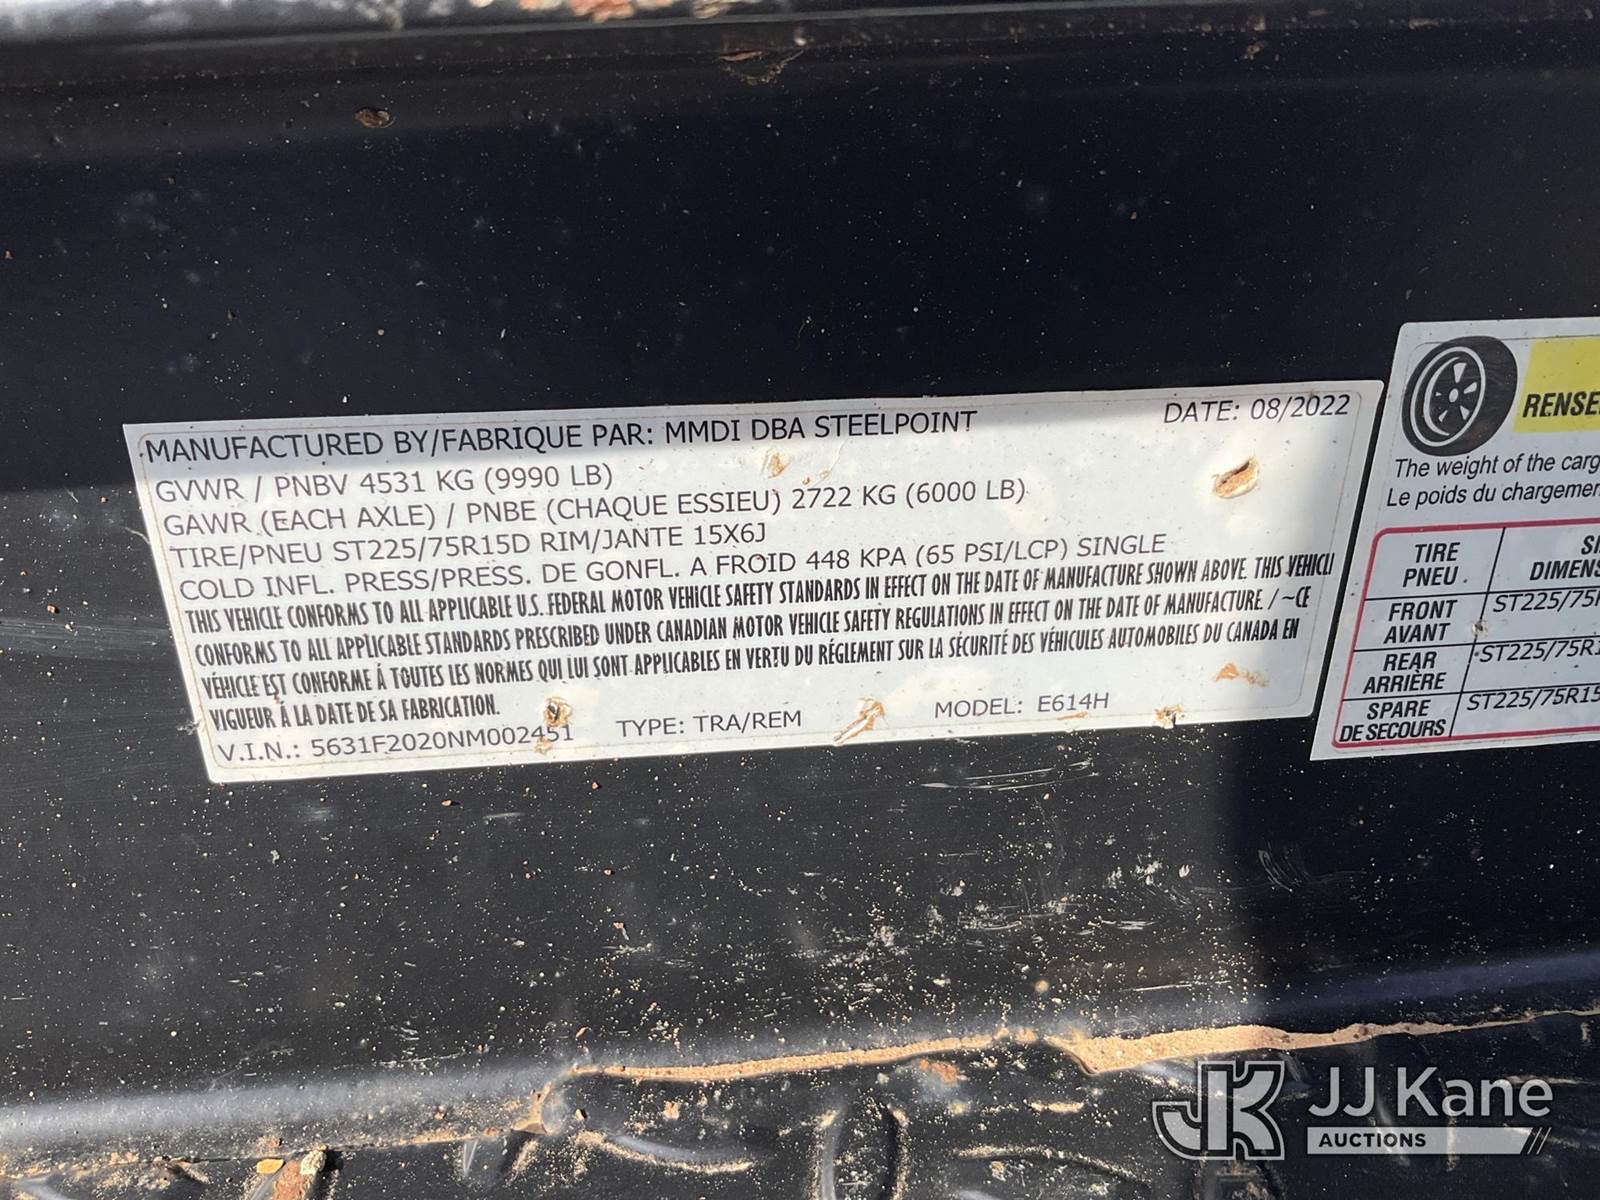 MANUFACTURED BY/FABRIQUE PAR: MMDI DBA STEELPOINT DATE: 08/2022
GVWR / PNBV 4531 KG (9990 LB)
GAWR (EACH AXLE) / PNBE (CHAQUE ESSIEU) 2722 KG (6000 LB)
TIRE/PNEU ST225/75R15D RIM/JANTE 15X6J
COLD INFL. PRESS/PRESS. DE GONFL. A FROID 448 KPA (65 PSI/LCP) SINGLE
THIS VEHICLE CONFORMS TO ALL APPLICABLE U.S. FEDERAL MOTOR VEHICLE SAFETY STANDARDS IN EFFECT ON THE DATE OF MANUFACTURE SHOWN ABOVE. THIS VEHICL
CONFORMS TO ALL APPLICABLE STANDARDS PRESCRIBED UNDER CANADIAN MOTOR VEHICLE SAFETY REGULATIONS IN EFFECT ON THE DATE OF MANUFACTURE. / ~CE
VÉHICLE EST CONFORME À TOUTES LES NORMES QUI LUI SONT APPLICABLES EN VERTU DU RÉGLEMENT SUR LA SÉCURITÉ DES VÉHICULES AUTOMOBILES DU CANADA EN
VIGUEUR À LA DATE DE SA FABRICATION.
V.I.N.: 5631F2020NM002451 TYPE: TRA/REM MODEL: E614H
RENSE
The weight of the carg
Le poids du chargemen
TIRE
PNEU
SI
DIMENS
FRONT
AVANT
ST225/75R
REAR
ARRIÈRE
ST225/75R1
SPARE
DE SECOURS
ST225/75R15
JK
JJ Kane
AUCTIONS